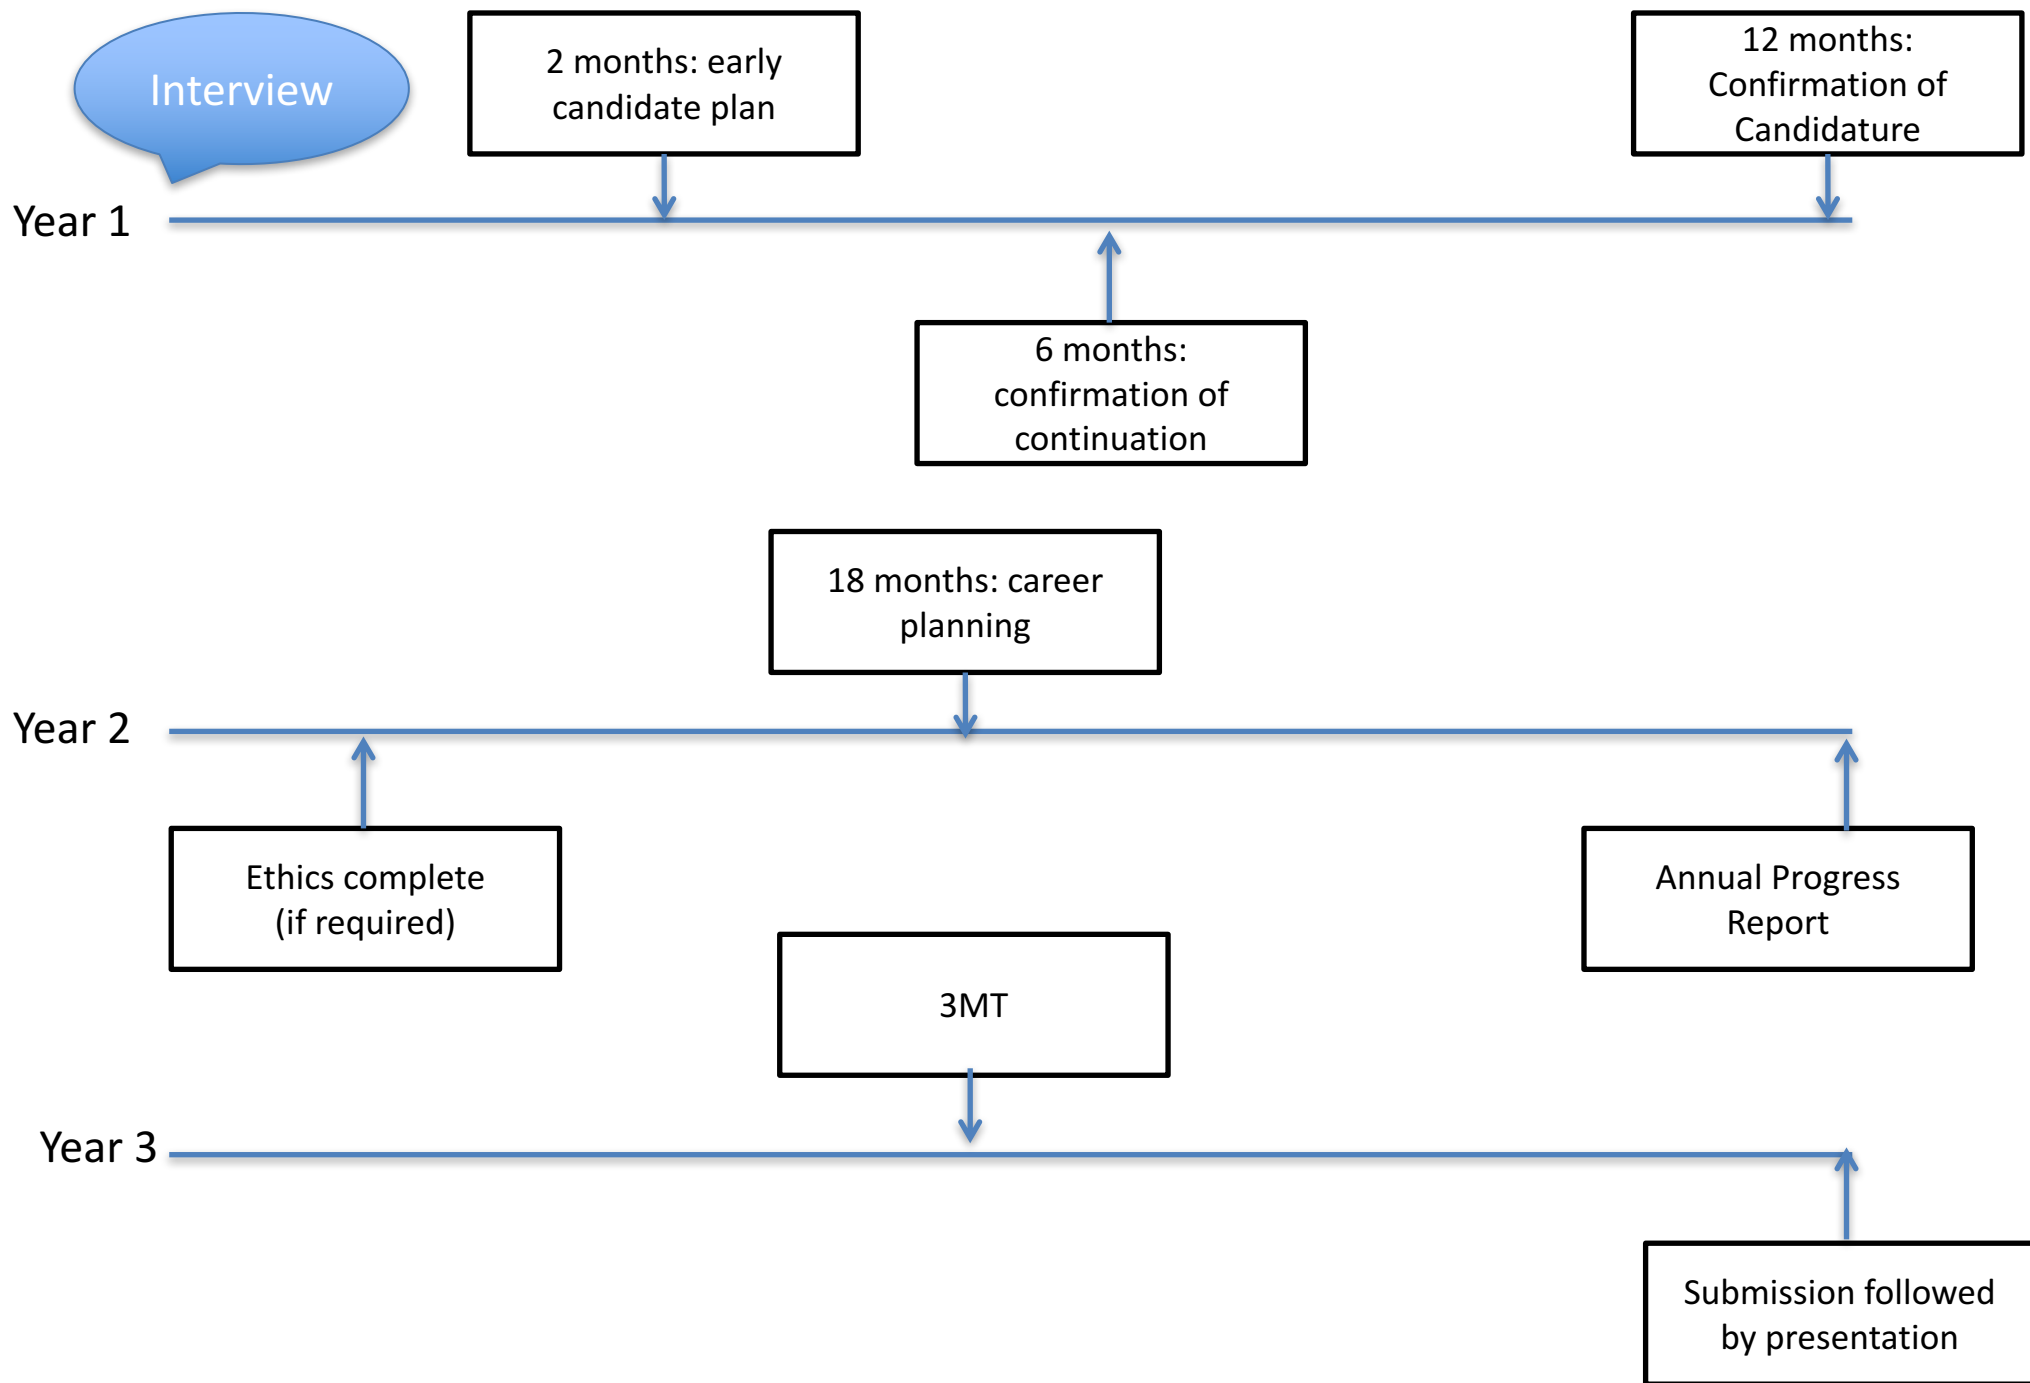 Interview
2 months: early
candidate plan
12 months:
Confirmation of
Candidature
Year 1
6 months:
confirmation of
continuation
18 months: career
planning
Year 2
Ethics complete
(if required)
Annual Progress
Report
3MT
Year 3
Submission followed
by presentation